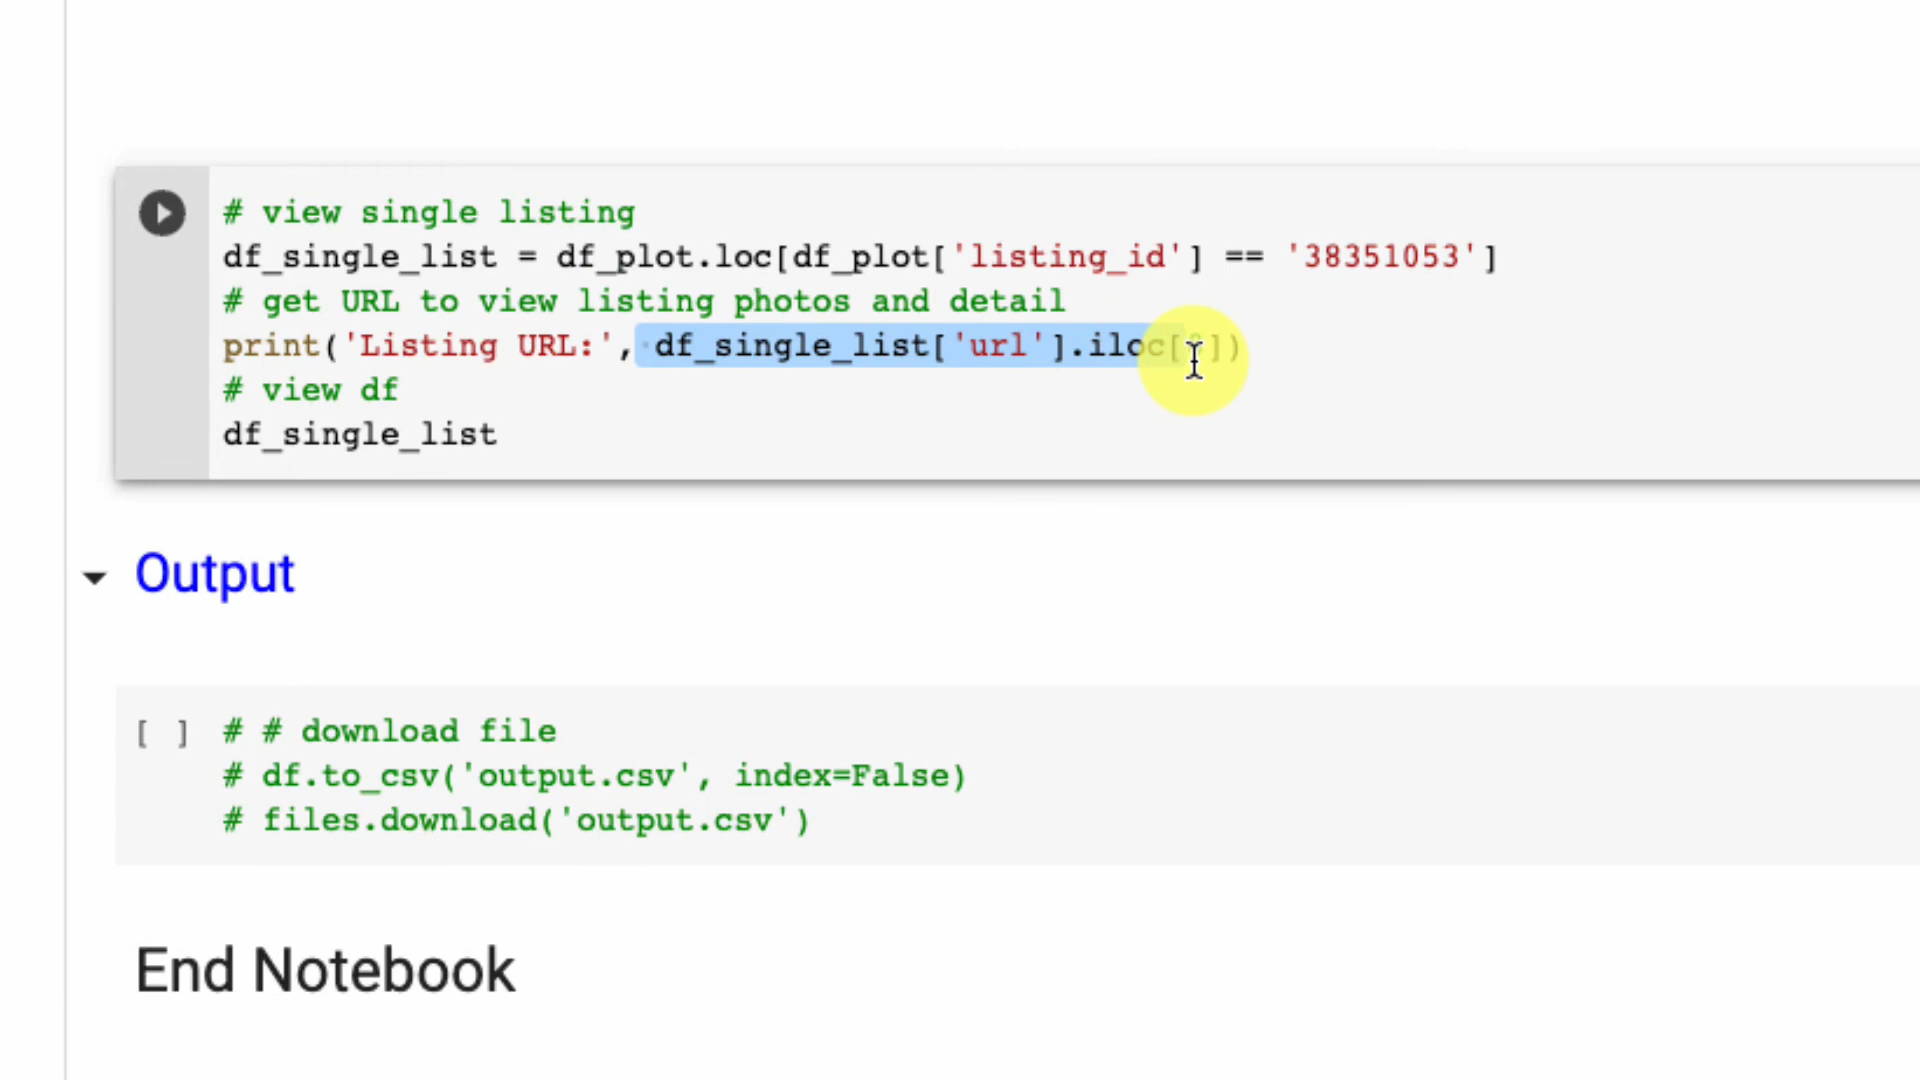 # view single listing
df_single_list = df_plot.loc[df_plot['listing_id'] == '38351053']
# get URL to view listing photos and detail
print('Listing URL:', df_single_list['url'].iloc[])
# view df
df_single_list
Output
[ ] # # download file
# df.to_csv('output.csv', index=False)
# files.download('output.csv')
End Notebook